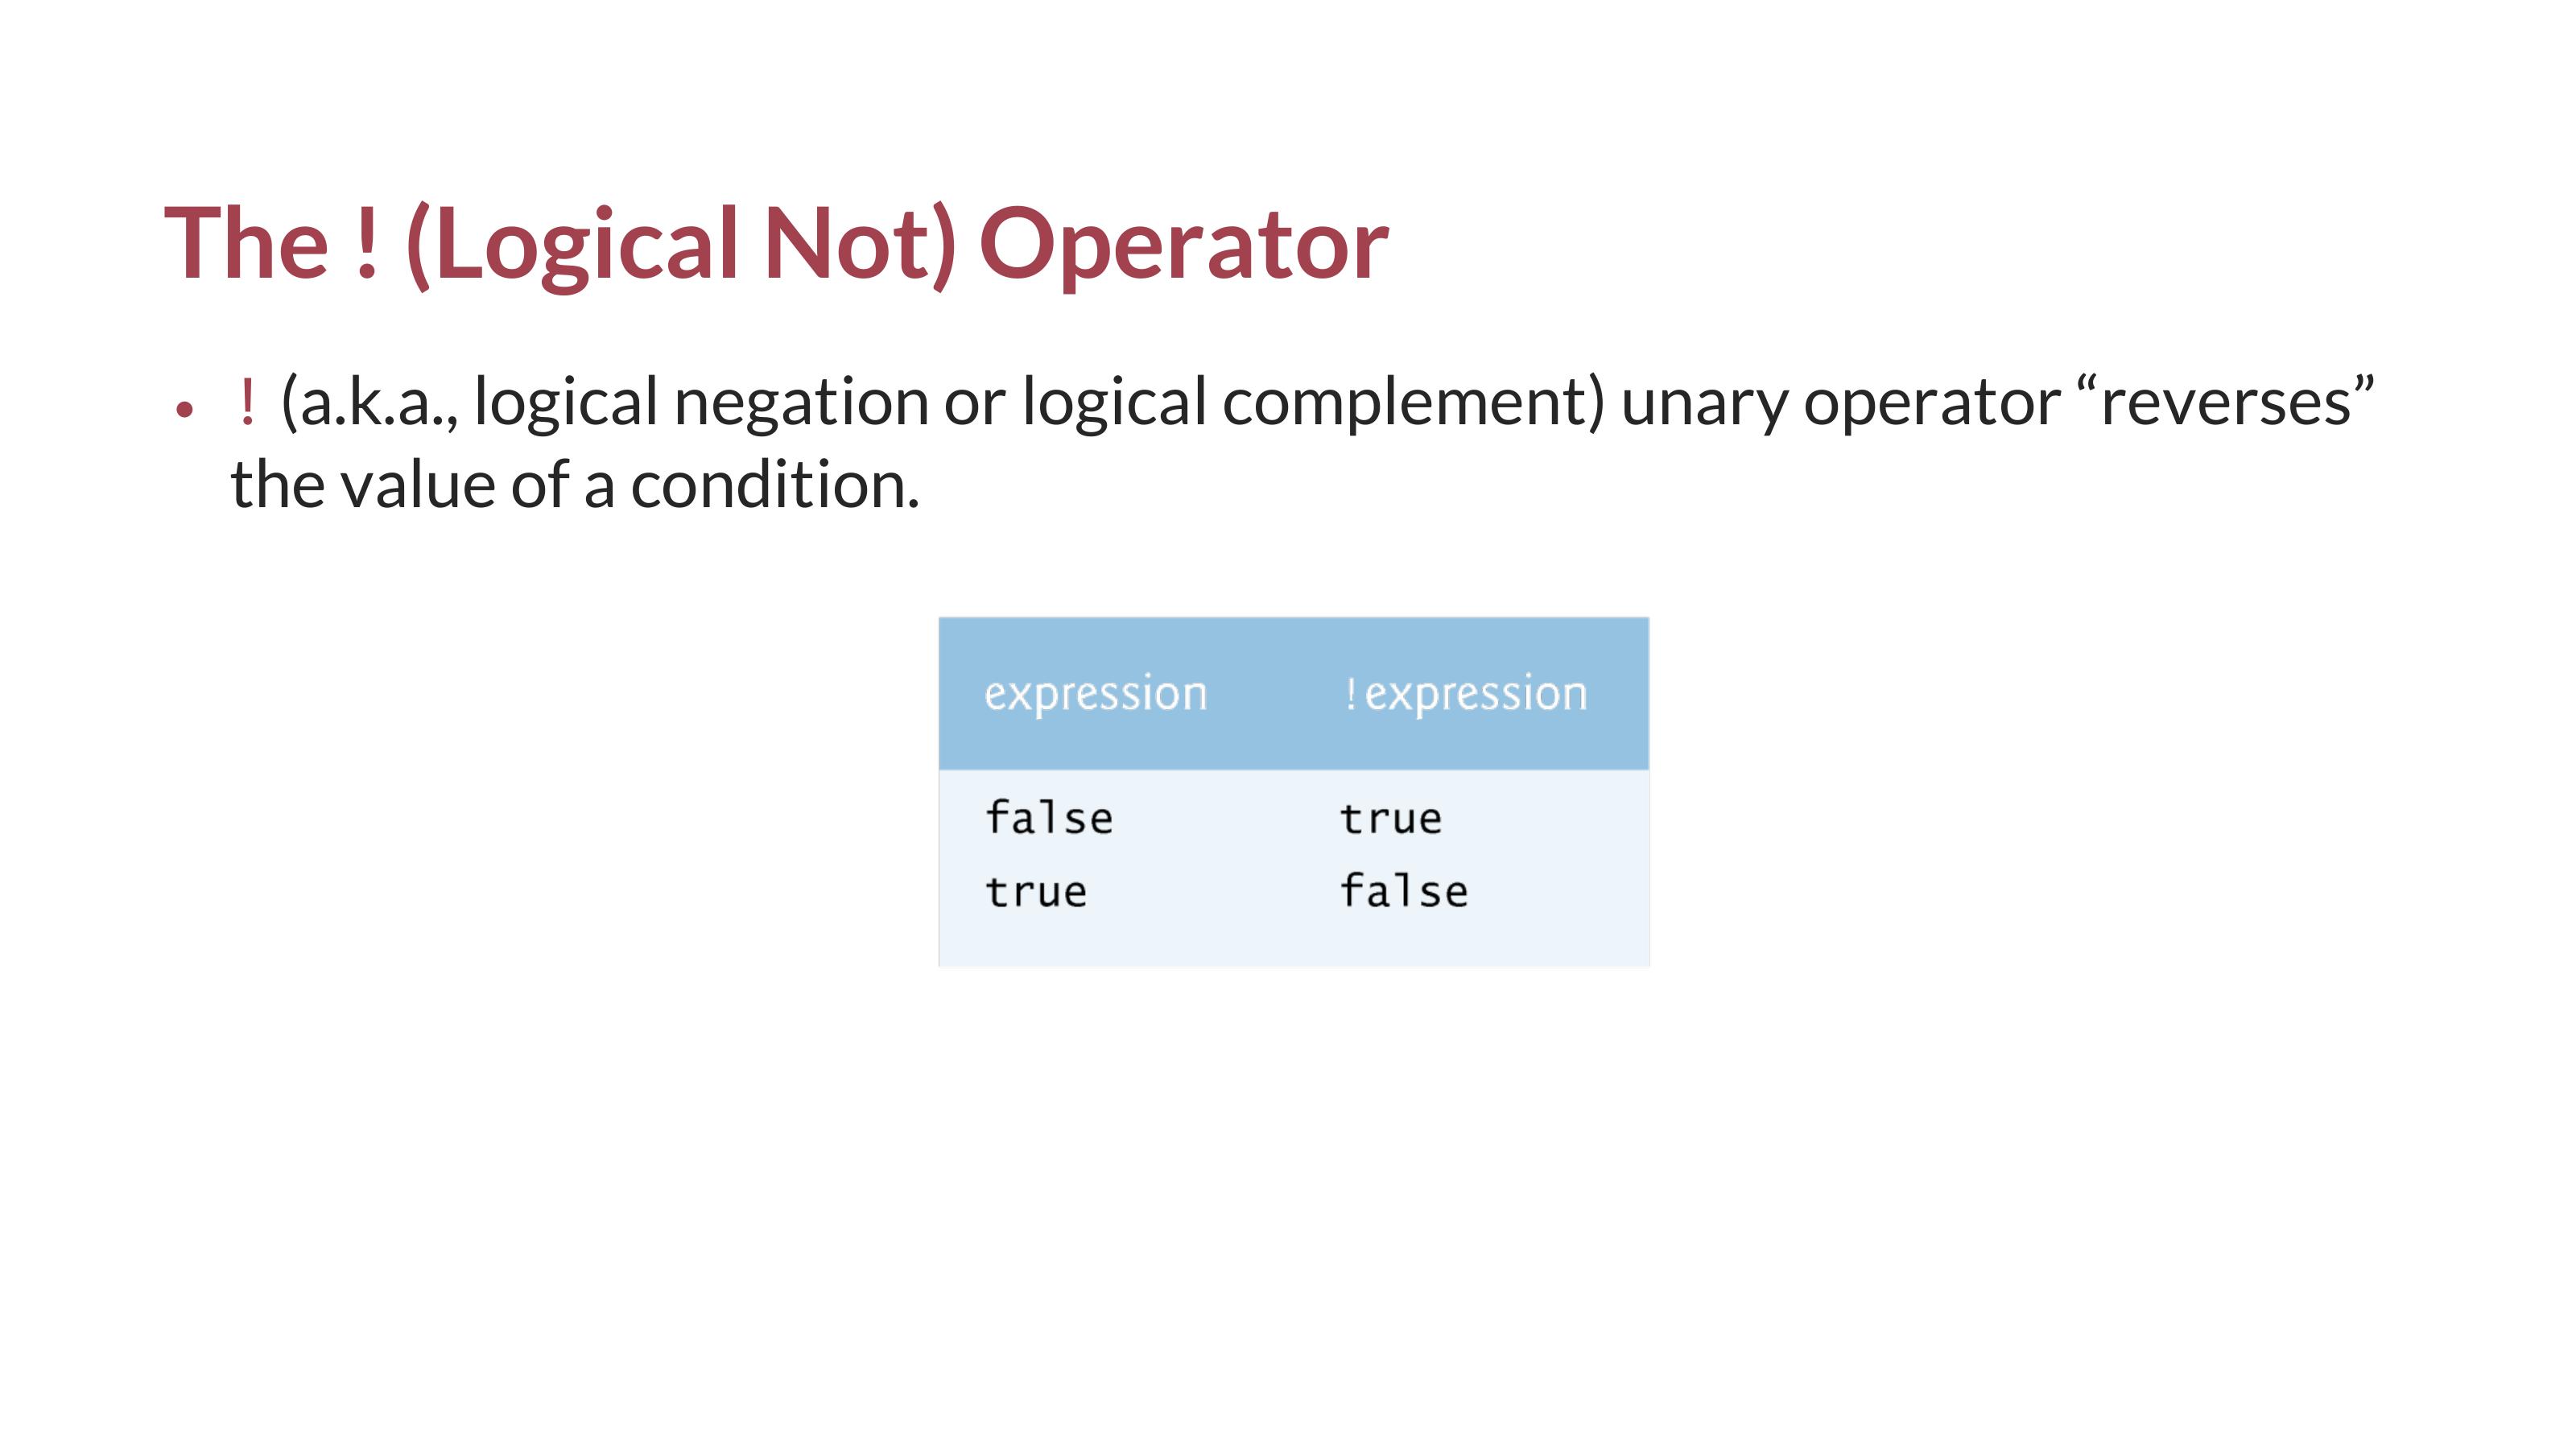 The ! (Logical Not) Operator
• ! (a.k.a., logical negation or logical complement) unary operator “reverses”
the value of a condition.
expression !expression
false true
true false